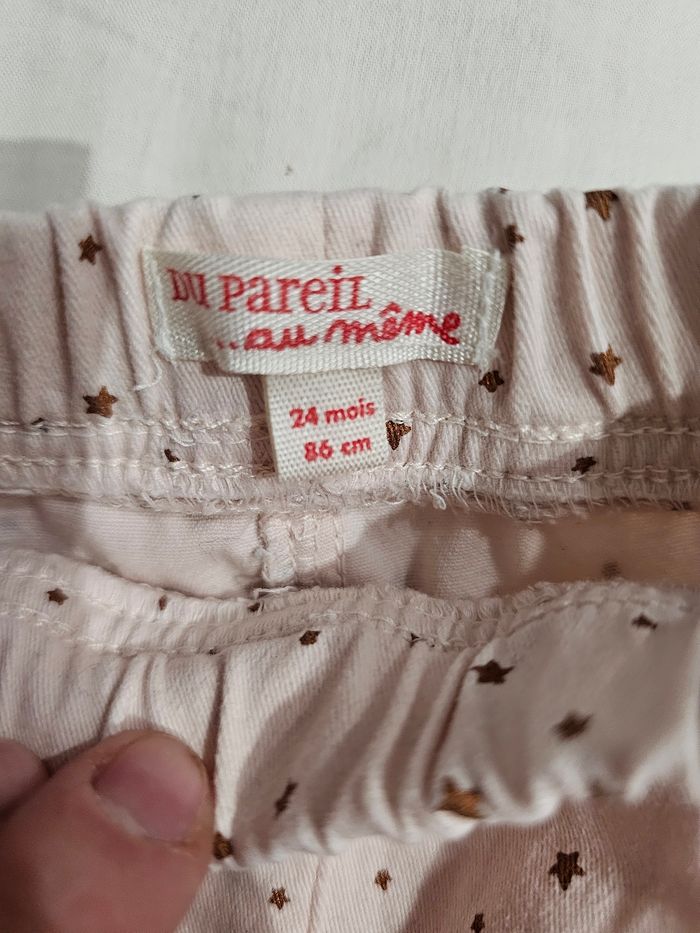 DU PareiL
...au même
24 mois
86 cm